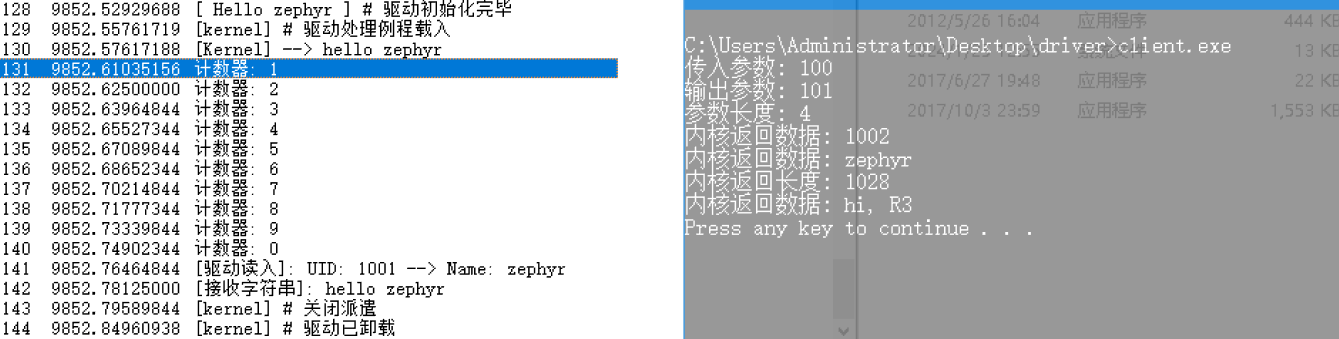 128 9852.52929688 [ Hello zephyr ] # 驱动初始化完毕
129 9852.55761719 [kernel] # 驱动处理例程载入
130 9852.57617188 [Kernel] --> hello zephyr
131 9852.61035156 计数器: 1
132 9852.62500000 计数器: 2
133 9852.63964844 计数器: 3
134 9852.65527344 计数器: 4
135 9852.67089844 计数器: 5
136 9852.68652344 计数器: 6
137 9852.70214844 计数器: 7
138 9852.71777344 计数器: 8
139 9852.73339844 计数器: 9
140 9852.74902344 计数器: 0
141 9852.76464844 [驱动读入]: UID: 1001 --> Name: zephyr
142 9852.78125000 [接收字符串]: hello zephyr
143 9852.79589844 [kernel] # 关闭派遣
144 9852.84960938 [kernel] # 驱动已卸载
2012/5/26 16:04 应用程序 444 KB
C:\Users\Administrator\Desktop\driver>client.exe
13 KB
传入参数: 100
2017/6/27 19:48 应用程序 22 KB
输出参数: 101
2017/10/3 23:59 应用程序 1,553 KB
参数长度: 4
内核返回数据: 1002
内核返回数据: zephyr
内核返回长度: 1028
内核返回数据: hi, R3
Press any key to continue . . .